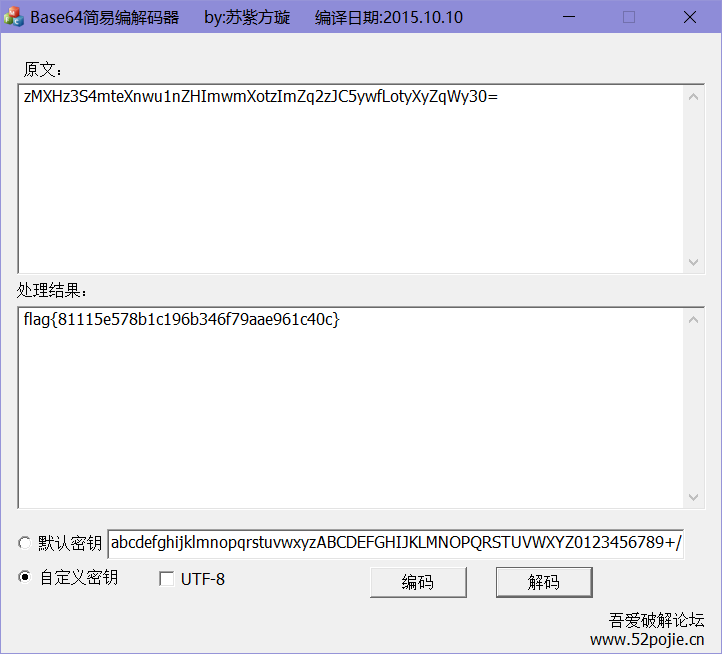 Base64简易编解码器 by:苏紫方璇 编译日期:2015.10.10
原文:
zMXHz3S4mteXnwu1nZHImwmXotzImZq2zJC5ywfLotyXyZqWy30=
处理结果:
flag{81115e578b1c196b346f79aae961c40c}
默认密钥 abcdefghijklmnopqrstuvwxyzABCDEFGHIJKLMNOPQRSTUVWXYZ0123456789+/
自定义密钥 UTF-8 编码 解码
吾爱破解论坛
www.52pojie.cn